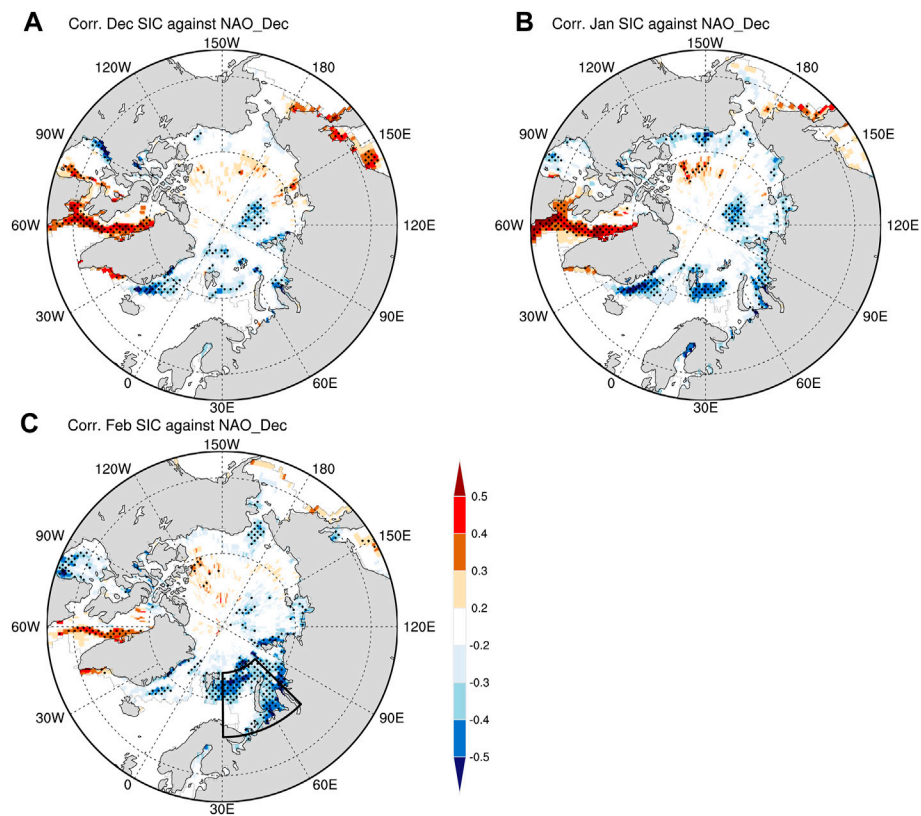 A Corr. Dec SIC against NAO_Dec
150W
120W 180
90W 150E
60W 120E
30W 90E
0 60E
30E
B Corr. Jan SIC against NAO_Dec
150W
120W 180
90W 150E
60W 120E
30W 90E
0 60E
30E
C Corr. Feb SIC against NAO_Dec
150W
120W 180
90W 150E
60W 120E
30W 90E
0 60E
30E
0.5
0.4
0.3
0.2
-0.2
-0.3
-0.4
-0.5